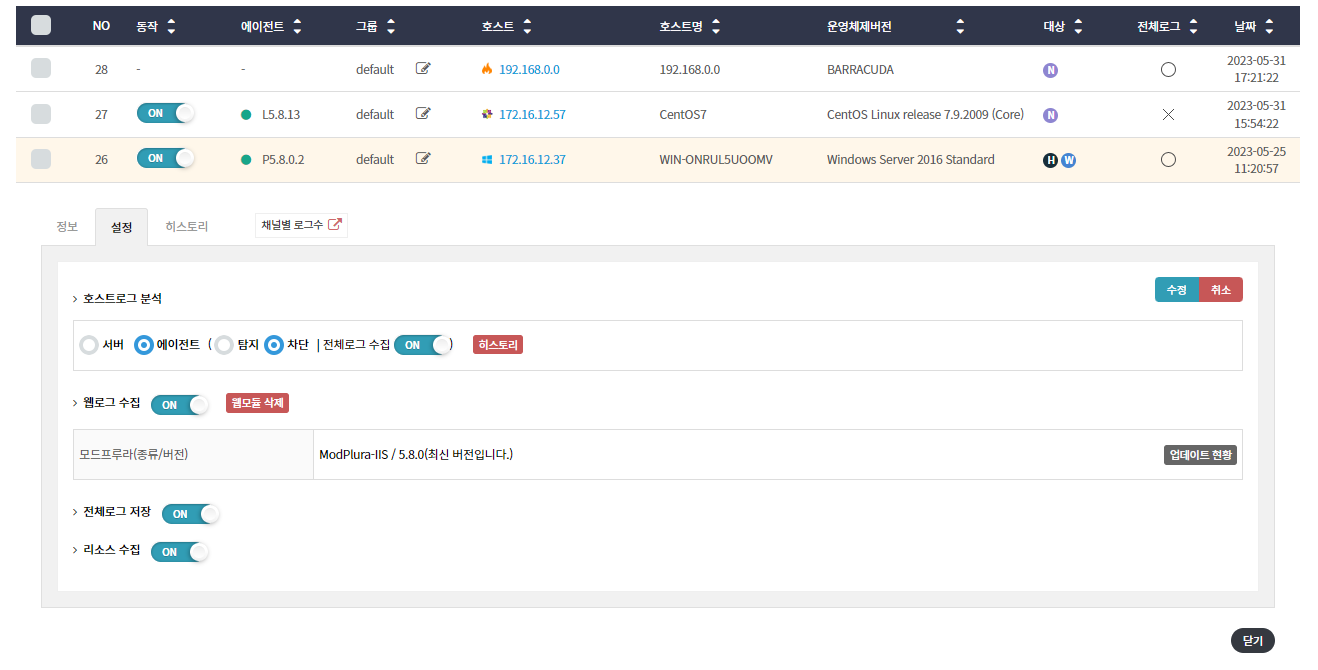 NO 동작 에이전트 그룹 호스트 호스트명 운영체제버전 대상 전체로그 날짜
28 - - default 192.168.0.0 192.168.0.0 BARRACUDA N 2023-05-31
17:21:22
27 ON L5.8.13 default 172.16.12.57 CentOS7 CentOS Linux release 7.9.2009 (Core) N 2023-05-31
15:54:22
26 ON P5.8.0.2 default 172.16.12.37 WIN-ONRUL5UOOMV Windows Server 2016 Standard H W 2023-05-25
11:20:57
정보 설정 히스토리 채널별 로그수
> 호스트로그 분석 수정 취소
서버 에이전트 ( 탐지 차단 | 전체로그 수집 ON ) 히스토리
> 웹로그 수집 ON 웹모듈 삭제
모드프루라(종류/버전) ModPlura-IIS / 5.8.0(최신 버전입니다.) 업데이트 현황
> 전체로그 저장 ON
> 리소스 수집 ON
닫기